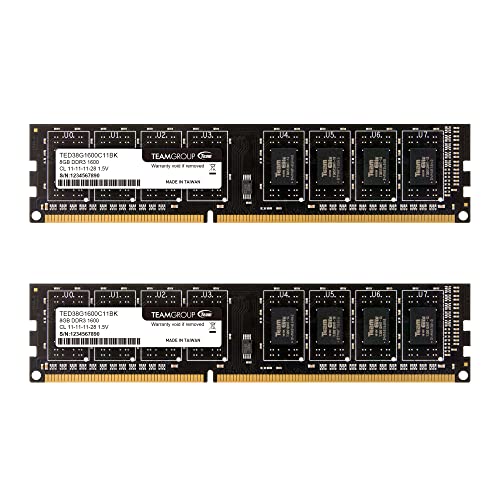 U0 U1 U2 U3 U4 U5 U6 U7
TED38G1600C11BK
8GB DDR3 1600
CL 11-11-11-28 1.5V
S/N:1234567890
TEAMGROUP Team
Warranty void if removed
MADE IN TAIWAN
U0 U1 U2 U3 U4 U5 U6 U7
TED38G1600C11BK
8GB DDR3 1600
CL 11-11-11-28 1.5V
S/N:1234567890
TEAMGROUP Team
Warranty void if removed
MADE IN TAIWAN